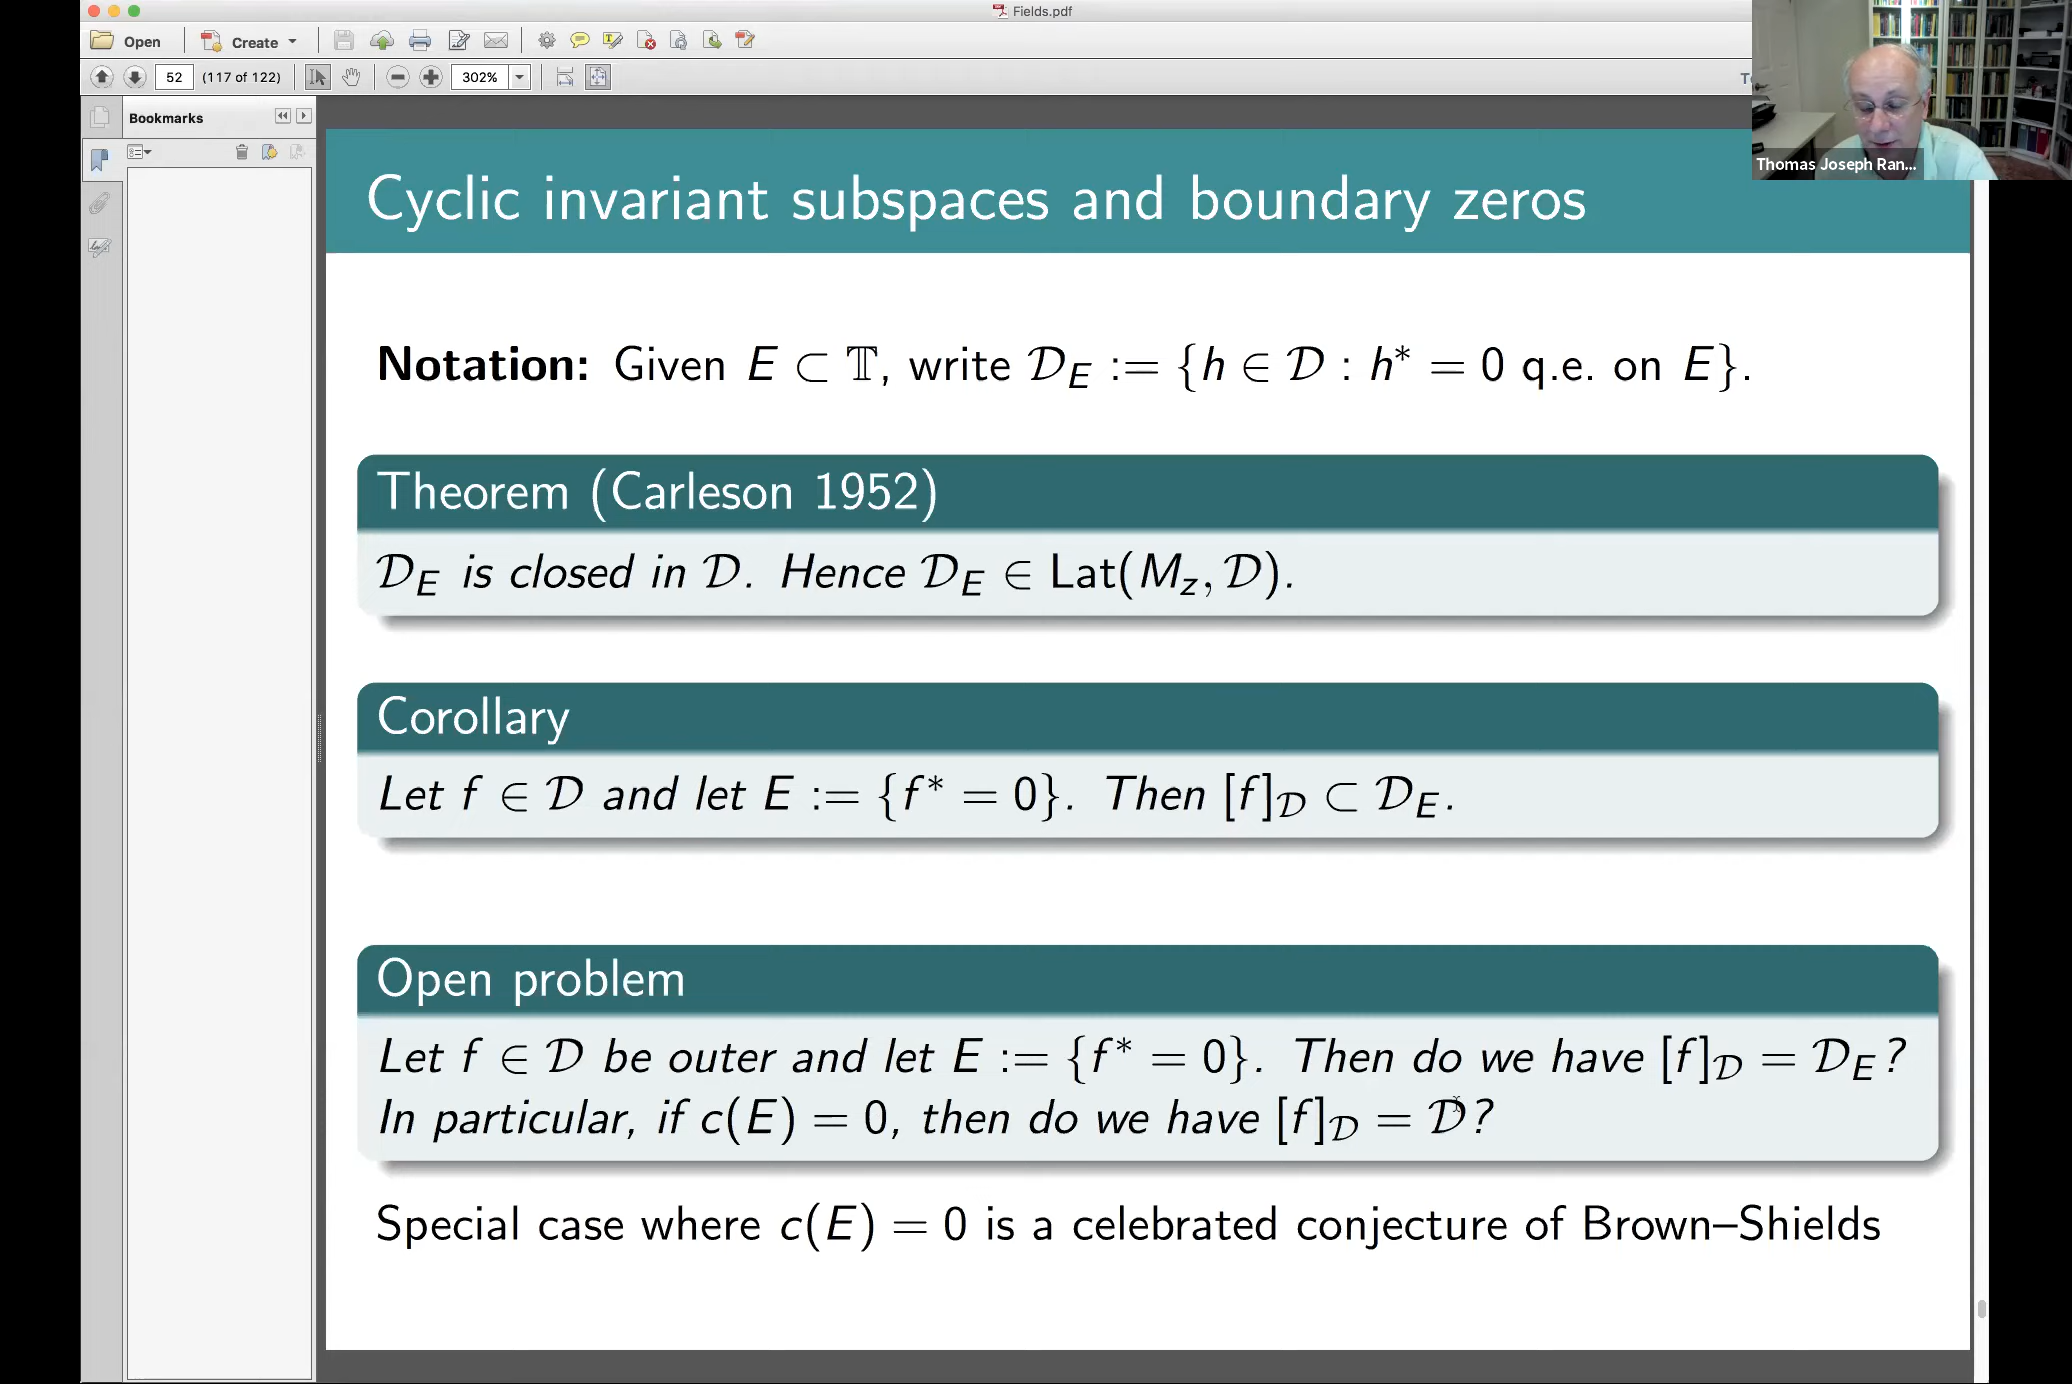 Fields.pdf
Open
Create
52 (117 of 122)
302%
Bookmarks
Thomas Joseph Ran...
Cyclic invariant subspaces and boundary zeros
Notation: Given E ⊂ 𝕋, write 𝒟_E := {h ∈ 𝒟 : h* = 0 q.e. on E}.
Theorem (Carleson 1952)
𝒟_E is closed in 𝒟. Hence 𝒟_E ∈ Lat(M_z, 𝒟).
Corollary
Let f ∈ 𝒟 and let E := {f* = 0}. Then [f]_𝒟 ⊂ 𝒟_E.
Open problem
Let f ∈ 𝒟 be outer and let E := {f* = 0}. Then do we have [f]_𝒟 = 𝒟_E?
In particular, if c(E) = 0, then do we have [f]_𝒟 = 𝒟?
Special case where c(E) = 0 is a celebrated conjecture of Brown–Shields